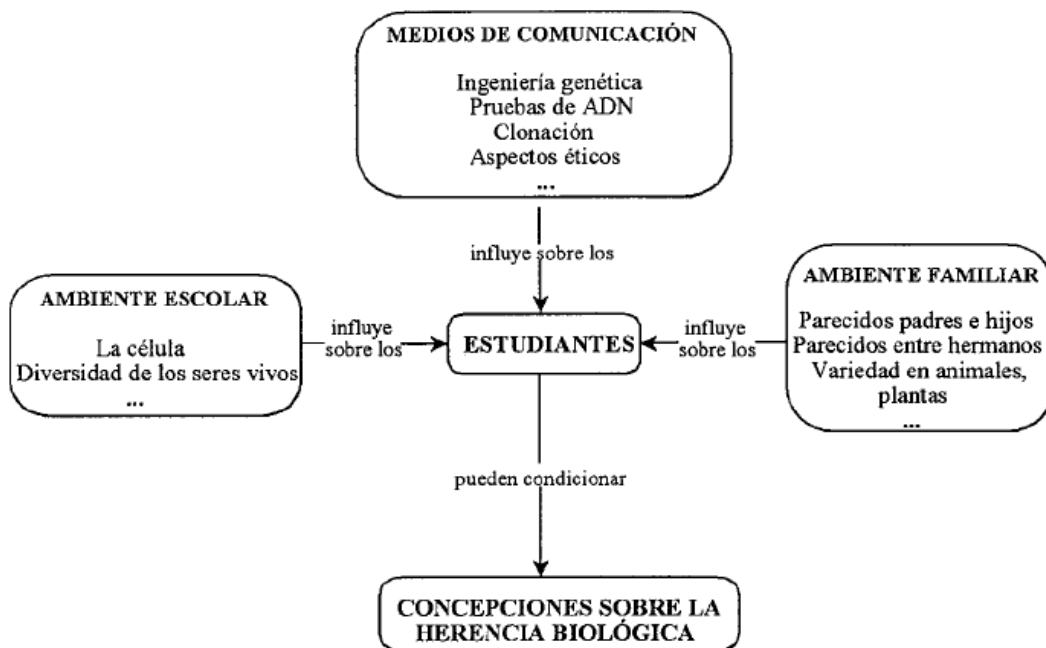 MEDIOS DE COMUNICACIÓN
Ingeniería genética
Pruebas de ADN
Clonación
Aspectos éticos
...
influye sobre los
AMBIENTE ESCOLAR
La célula
Diversidad de los seres vivos
...
influye
sobre los
ESTUDIANTES
influye
sobre los
AMBIENTE FAMILIAR
Parecidos padres e hijos
Parecidos entre hermanos
Variedad en animales,
plantas
...
pueden condicionar
CONCEPCIONES SOBRE LA
HERENCIA BIOLÓGICA